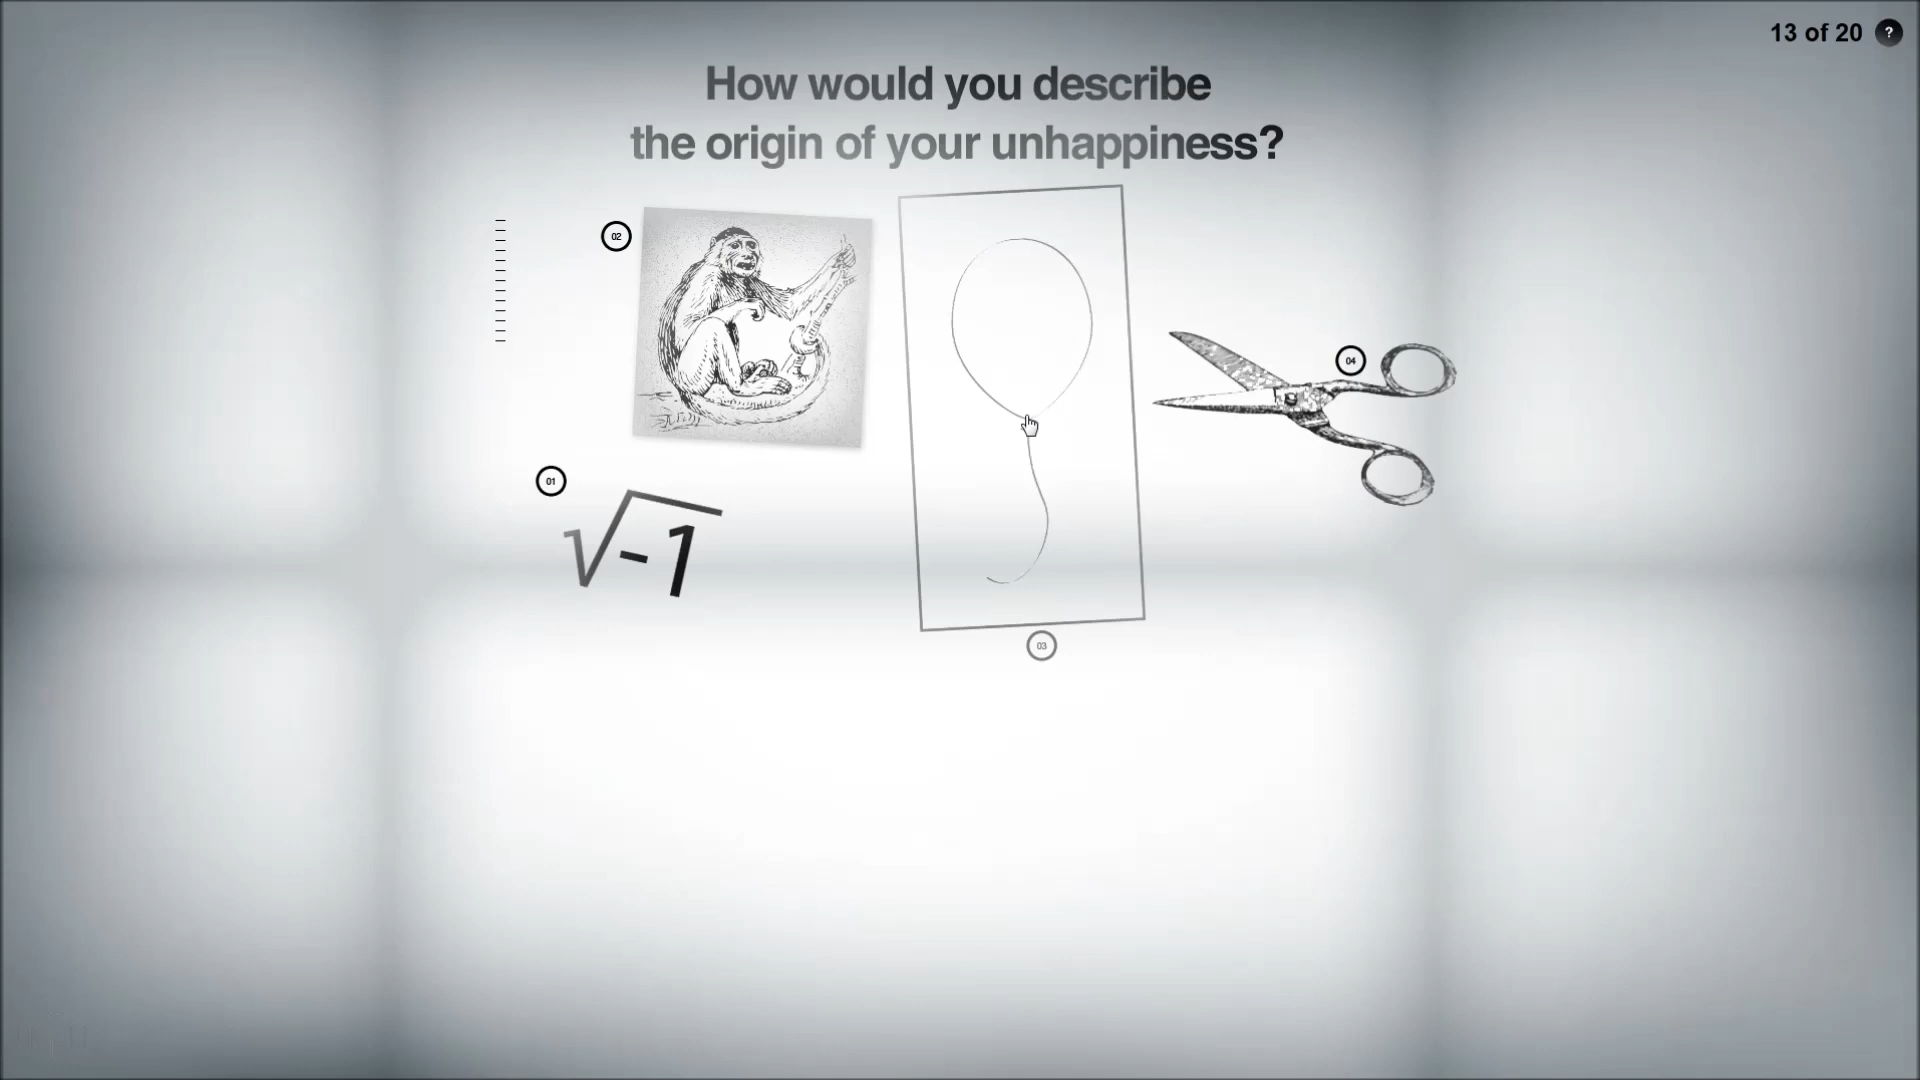 13 of 20 ?
How would you describe
the origin of your unhappiness?
02
04
01
√-1
03